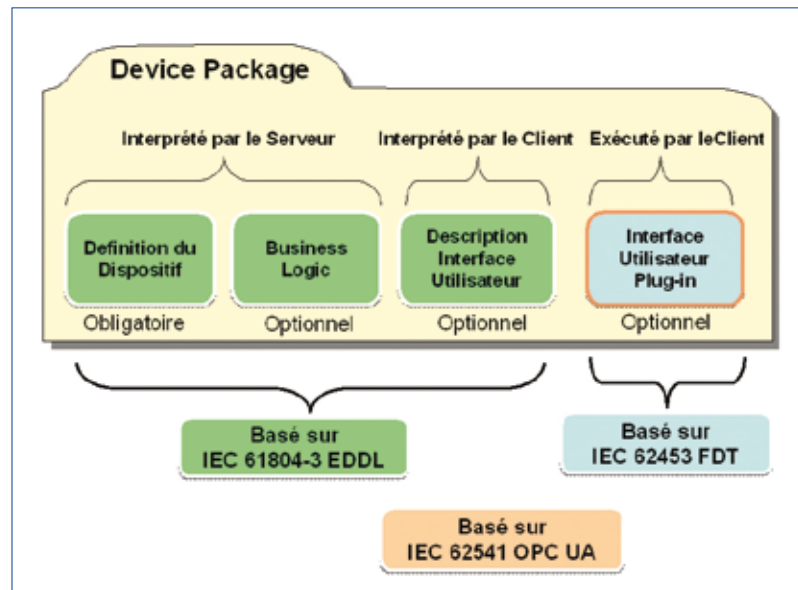 Device Package
Interprété par le Serveur
Interprété par le Client
Exécuté par leClient
Definition du
Dispositif
Business
Logic
Description
Interface
Utilisateur
Interface
Utilisateur
Plug-in
Obligatoire
Optionnel
Optionnel
Optionnel
Basé sur
IEC 61804-3 EDDL
Basé sur
IEC 62453 FDT
Basé sur
IEC 62541 OPC UA